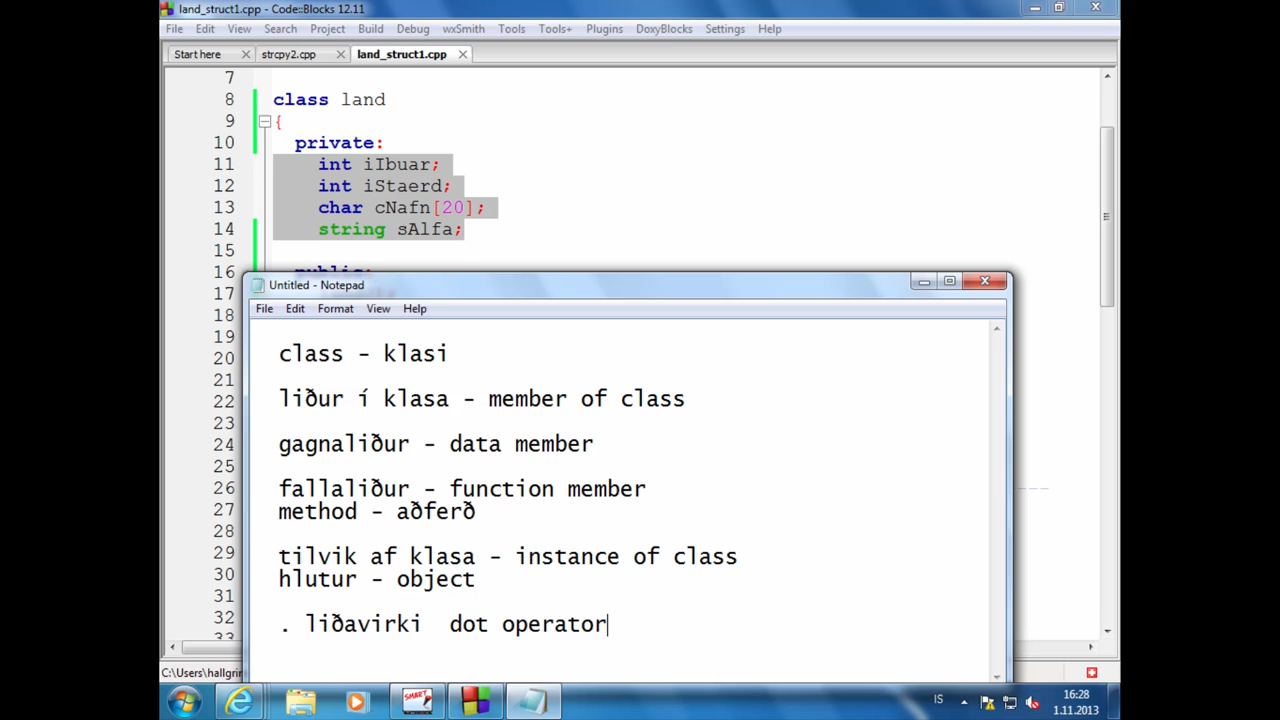 land_struct1.cpp - Code::Blocks 12.11
File Edit View Search Project Build Debug wxSmith Tools Tools+ Plugins DoxyBlocks Settings Help
Start here strcpy2.cpp land_struct1.cpp
7
8 class land
9 {
10 private:
11 int iIbuar;
12 int iStaerd;
13 char cNafn[20];
14 string sAlfa;
15
16 public:
17
18
19
20
21
22
23
24
25
26
27
28
29
30
31
32
33
Untitled - Notepad
File Edit Format View Help
class - klasi
liður í klasa - member of class
gagnaliður - data member
fallaliður - function member
method - aðferð
tilvik af klasa - instance of class
hlutur - object
. liðavirki dot operator
C:\Users\hallgri
SMART
IS
16:28
1.11.2013